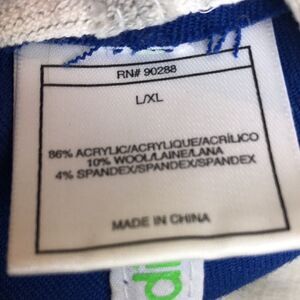 RN# 90288
L/XL
86% ACRYLIC/ACRYLIQUE/ACRÍLICO
10% WOOL/LAINE/LANA
4% SPANDEX/SPANDEX/SPANDEX
MADE IN CHINA